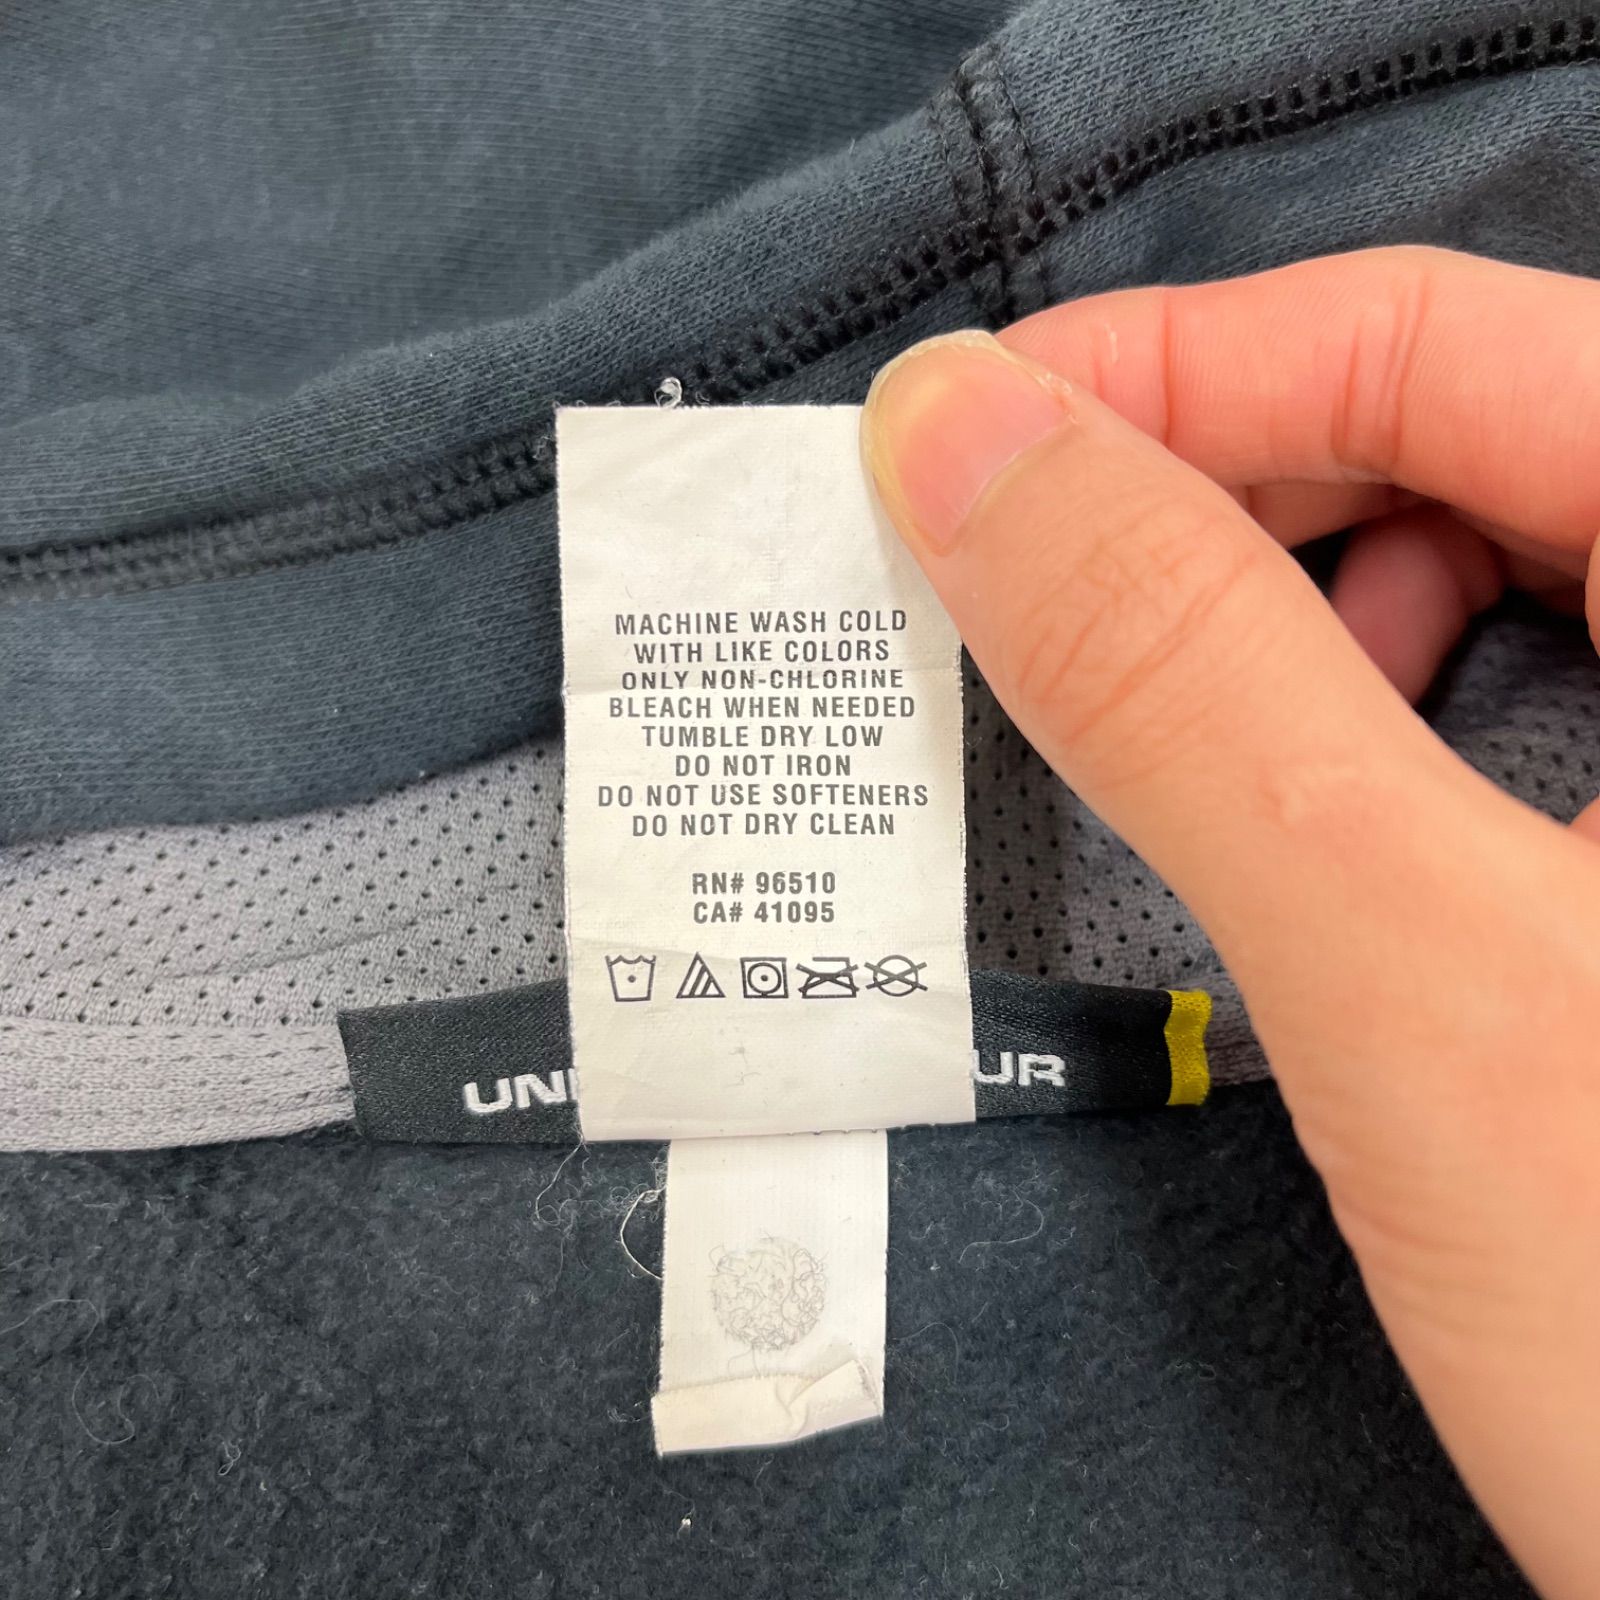 MACHINE WASH COLD
WITH LIKE COLORS
ONLY NON-CHLORINE
BLEACH WHEN NEEDED
TUMBLE DRY LOW
DO NOT IRON
DO NOT USE SOFTENERS
DO NOT DRY CLEAN
RN# 96510
CA# 41095